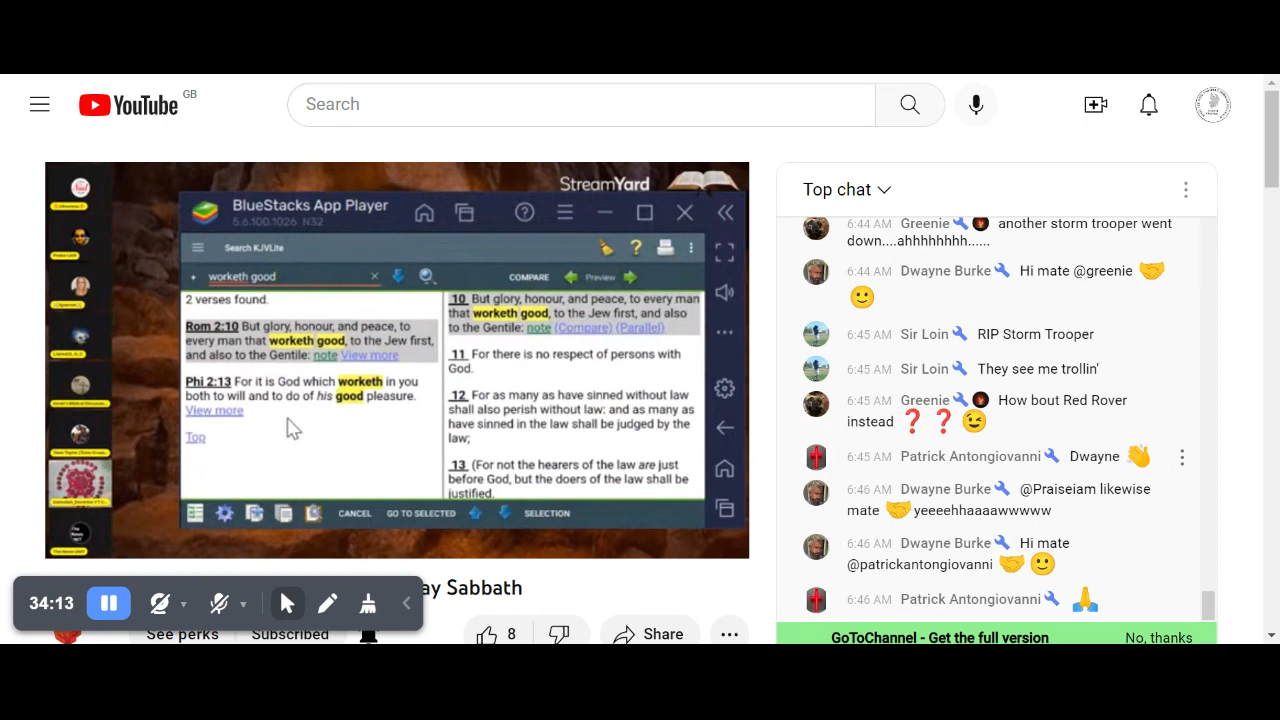 YouTube GB
Search
StreamYard
BlueStacks App Player
5.6.100.1026 N32
Search KJVLite
worketh good
COMPARE
Preview
2 verses found.
Rom 2:10 But glory, honour, and peace, to
every man that worketh good, to the Jew first,
and also to the Gentile: note View more
Phi 2:13 For it is God which worketh in you
both to will and to do of his good pleasure.
View more
Top
10 But glory, honour, and peace, to every man
that worketh good, to the Jew first, and also
to the Gentile: note (Compare) (Parallel)
11 For there is no respect of persons with
God.
12 For as many as have sinned without law
shall also perish without law: and as many as
have sinned in the law shall be judged by the
law;
13 (For not the hearers of the law are just
before God, but the doers of the law shall be
justified.
CANCEL GO TO SELECTED SELECTION
34:13
ay Sabbath
See perks
Subscribed
8
Share
Top chat
6:44 AM Greenie another storm trooper went
down....ahhhhhhhh......
6:44 AM Dwayne Burke Hi mate @greenie 🤝
🙂
6:45 AM Sir Loin RIP Storm Trooper
6:45 AM Sir Loin They see me trollin'
6:45 AM Greenie How bout Red Rover
instead ❓ ❓ 😉
6:45 AM Patrick Antongiovanni Dwayne 👋
6:46 AM Dwayne Burke @Praiseiam likewise
mate 🤝 yeeeehhaaaawwwww
6:46 AM Dwayne Burke Hi mate
@patrickantongiovanni 🤝 🙂
6:46 AM Patrick Antongiovanni 🙏
GoToChannel - Get the full version No, thanks